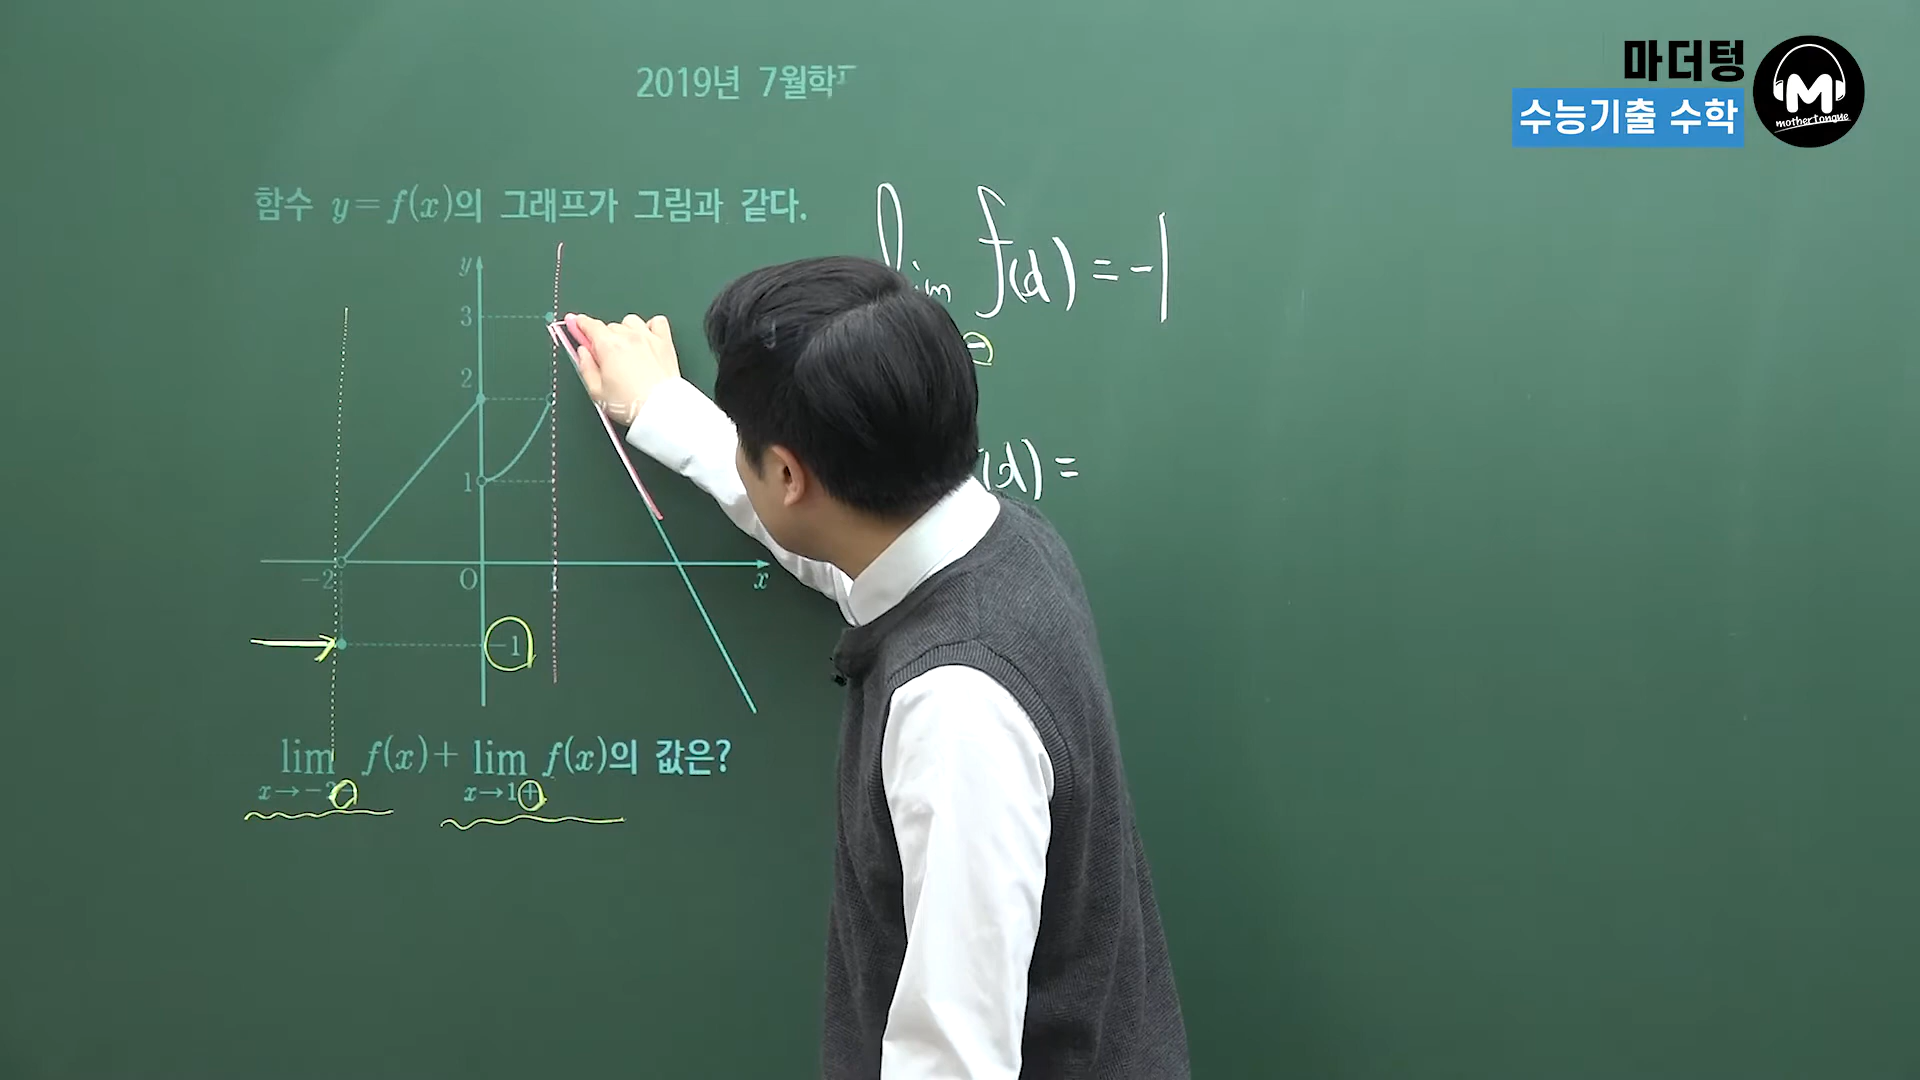 마더텅
수능기출 수학
M
mothertongue
2019년 7월학
함수 y=f(x)의 그래프가 그림과 같다.
y
3
2
1
-2
O
x
-1
lim f(x)+ lim f(x)의 값은?
x→-2- x→1+
lim f(x) = -1
-
(x) =